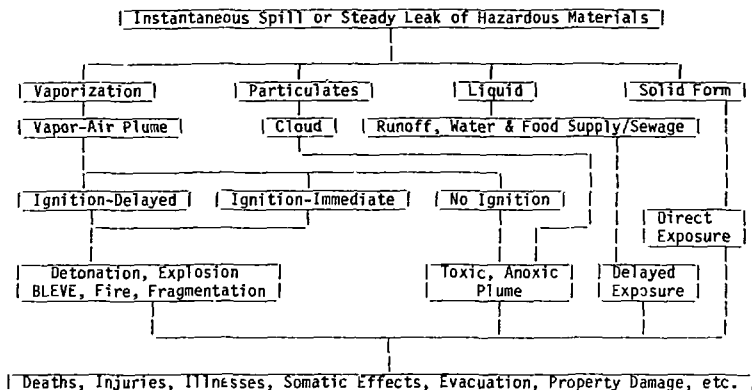 Instantaneous Spill or Steady Leak of Hazardous Materials
Vaporization Particulates Liquid Solid Form
Vapor-Air Plume Cloud Runoff, Water & Food Supply/Sewage
Ignition-Delayed Ignition-Immediate No Ignition
Direct
Exposure
Detonation, Explosion Toxic, Anoxic Delayed
BLEVE, Fire, Fragmentation Plume Exposure
Deaths, Injuries, Illnesses, Somatic Effects, Evacuation, Property Damage, etc.